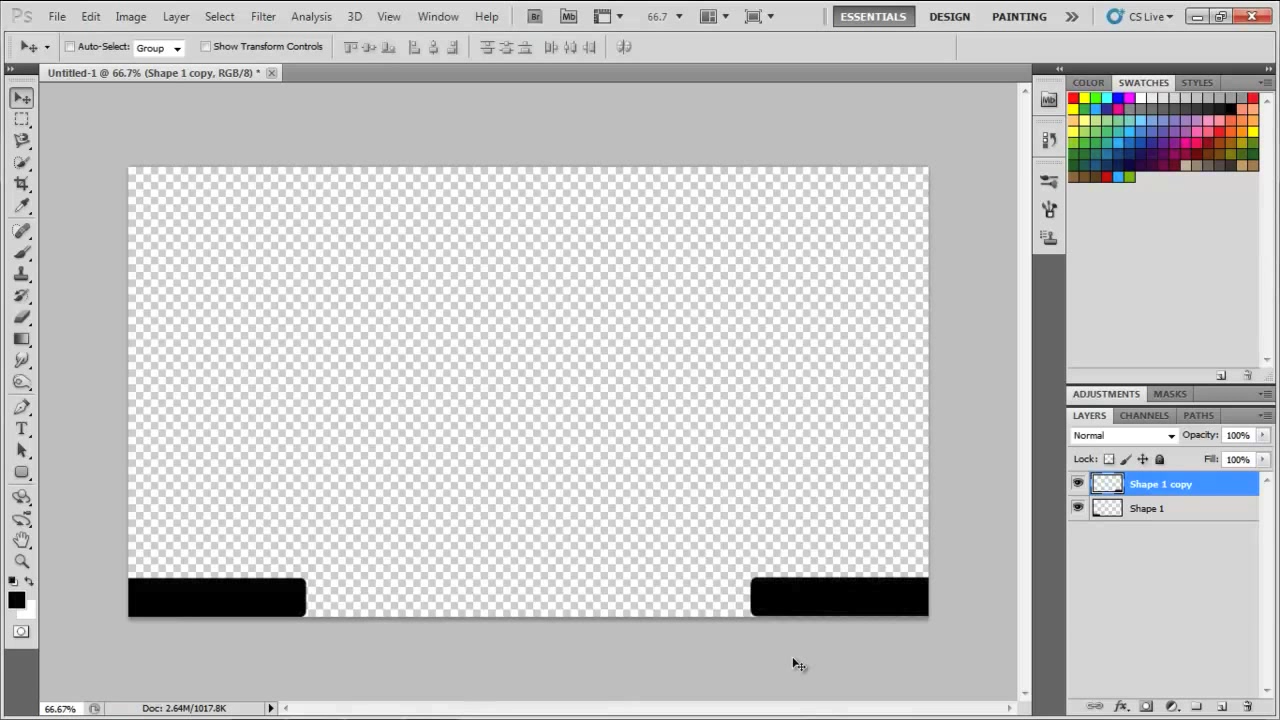 Ps File Edit Image Layer Select Filter Analysis 3D View Window Help Br Mb 66.7 ESSENTIALS DESIGN PAINTING CS Live
Auto-Select: Group Show Transform Controls
Untitled-1 @ 66.7% (Shape 1 copy, RGB/8) *
COLOR SWATCHES STYLES
Mb
ADJUSTMENTS MASKS
LAYERS CHANNELS PATHS
Normal Opacity: 100%
Lock: Fill: 100%
Shape 1 copy
Shape 1
T
66.67% Doc: 2.64M/1017.8K
fx